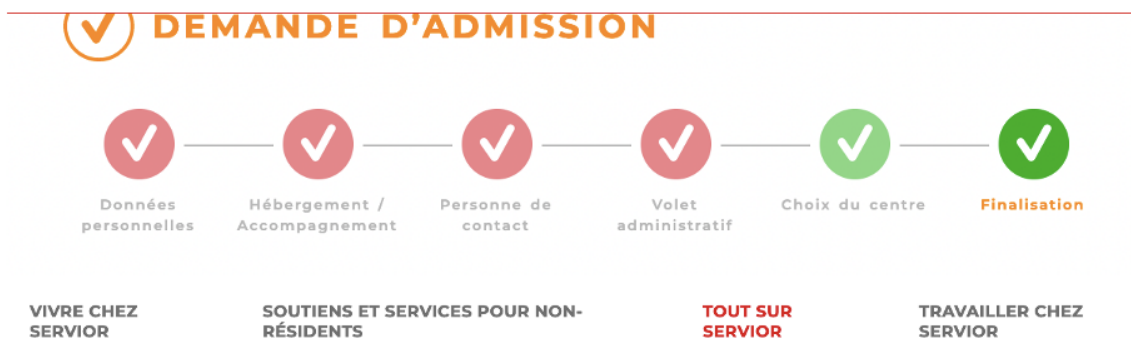 DEMANDE D'ADMISSION
Données
personnelles
Hébergement /
Accompagnement
Personne de
contact
Volet
administratif
Choix du centre
Finalisation
VIVRE CHEZ
SERVIOR
SOUTIENS ET SERVICES POUR NON-
RÉSIDENTS
TOUT SUR
SERVIOR
TRAVAILLER CHEZ
SERVIOR